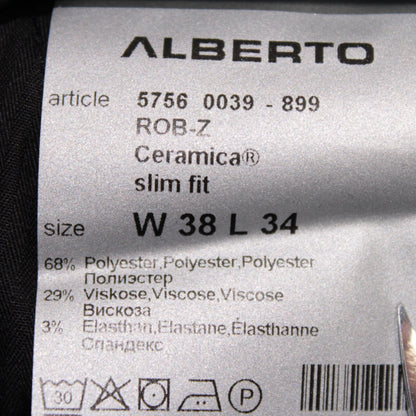 ALBERTO
article 5756 0039 - 899
ROB-Z
Ceramica®
slim fit
size W 38 L 34
68% Polyester,Polyester,Polyester
Полиэстер
29% Viskose,Viscose,Viscose
Вискоза
3% Elasthan,Elastane,Élasthanne
Спандекс
30 P